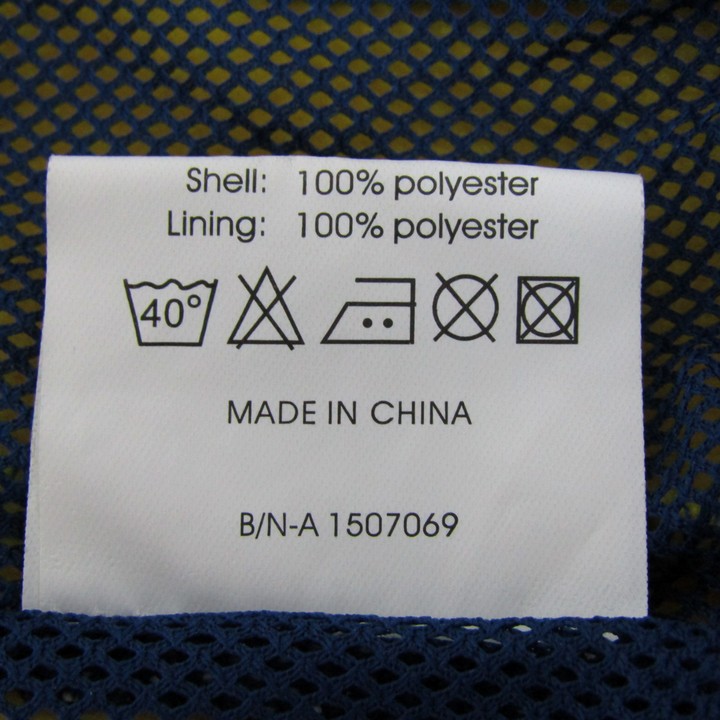 Shell: 100% polyester
Lining: 100% polyester
40°
MADE IN CHINA
B/N-A 1507069